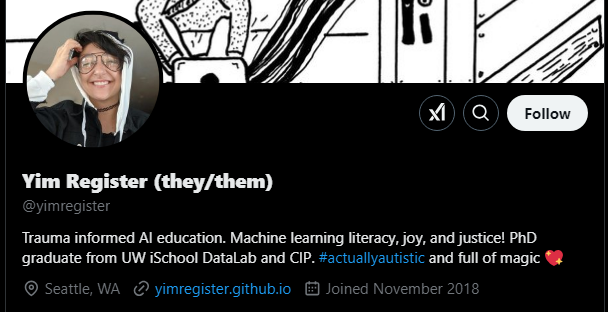 Follow
Yim Register (they/them)
@yimregister
Trauma informed AI education. Machine learning literacy, joy, and justice! PhD
graduate from UW iSchool DataLab and CIP. #actuallyautistic and full of magic 💖
Seattle, WA yimregister.github.io Joined November 2018